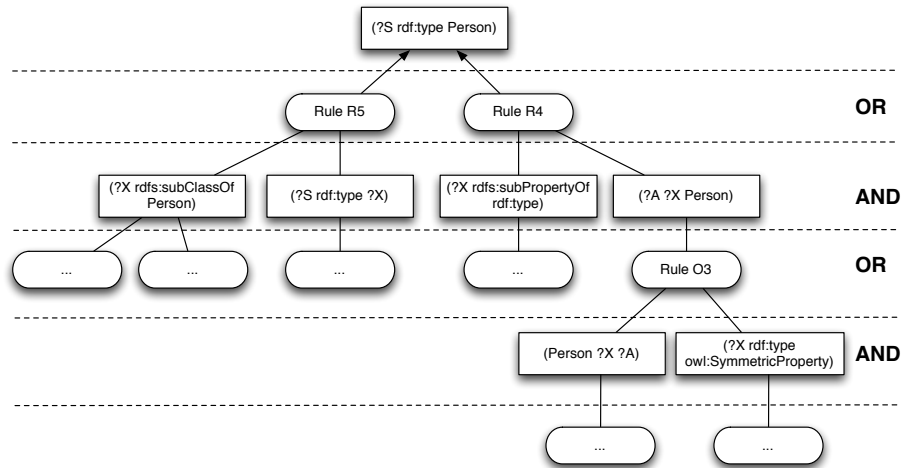 (?S rdf:type Person)
Rule R5
Rule R4
OR
(?X rdfs:subClassOf
Person)
(?S rdf:type ?X)
(?X rdfs:subPropertyOf
rdf:type)
(?A ?X Person)
AND
...
...
...
...
Rule O3
OR
(Person ?X ?A)
(?X rdf:type
owl:SymmetricProperty)
AND
...
...